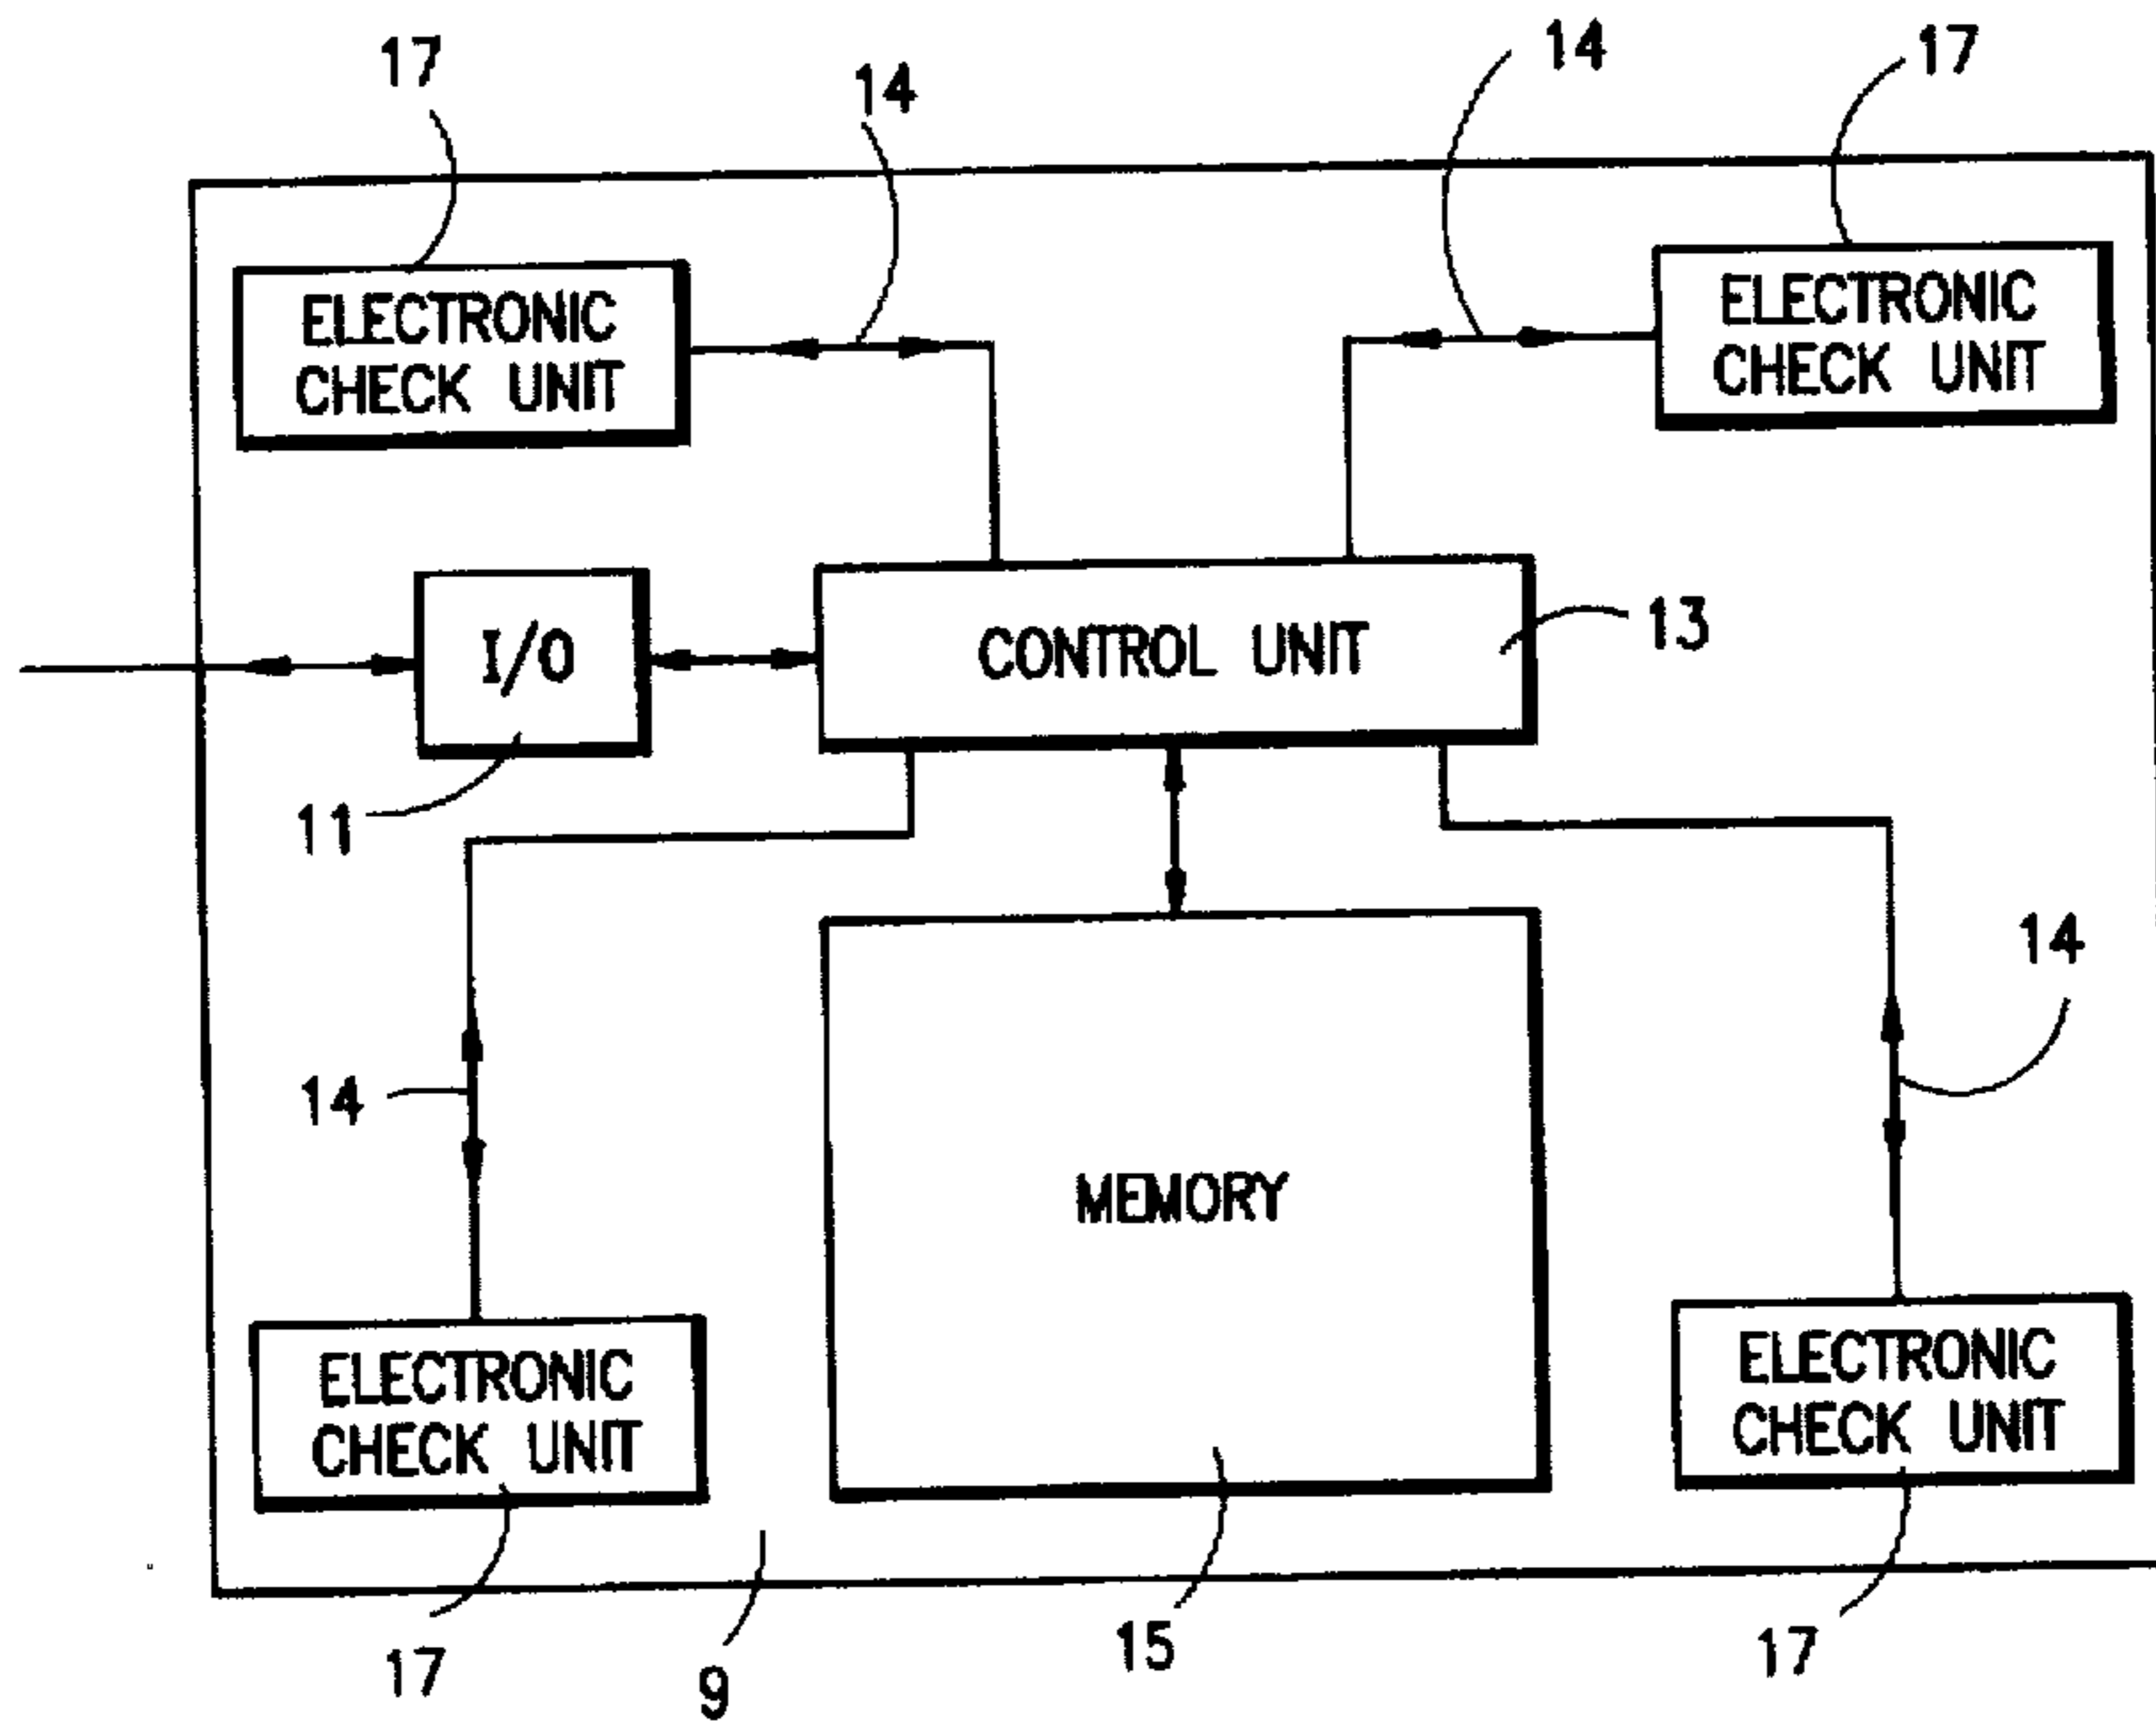 17
14
14
17
ELECTRONIC
CHECK UNIT
ELECTRONIC
CHECK UNIT
I/O
CONTROL UNIT
13
11
14
14
MEMORY
ELECTRONIC
CHECK UNIT
ELECTRONIC
CHECK UNIT
17
9
15
17